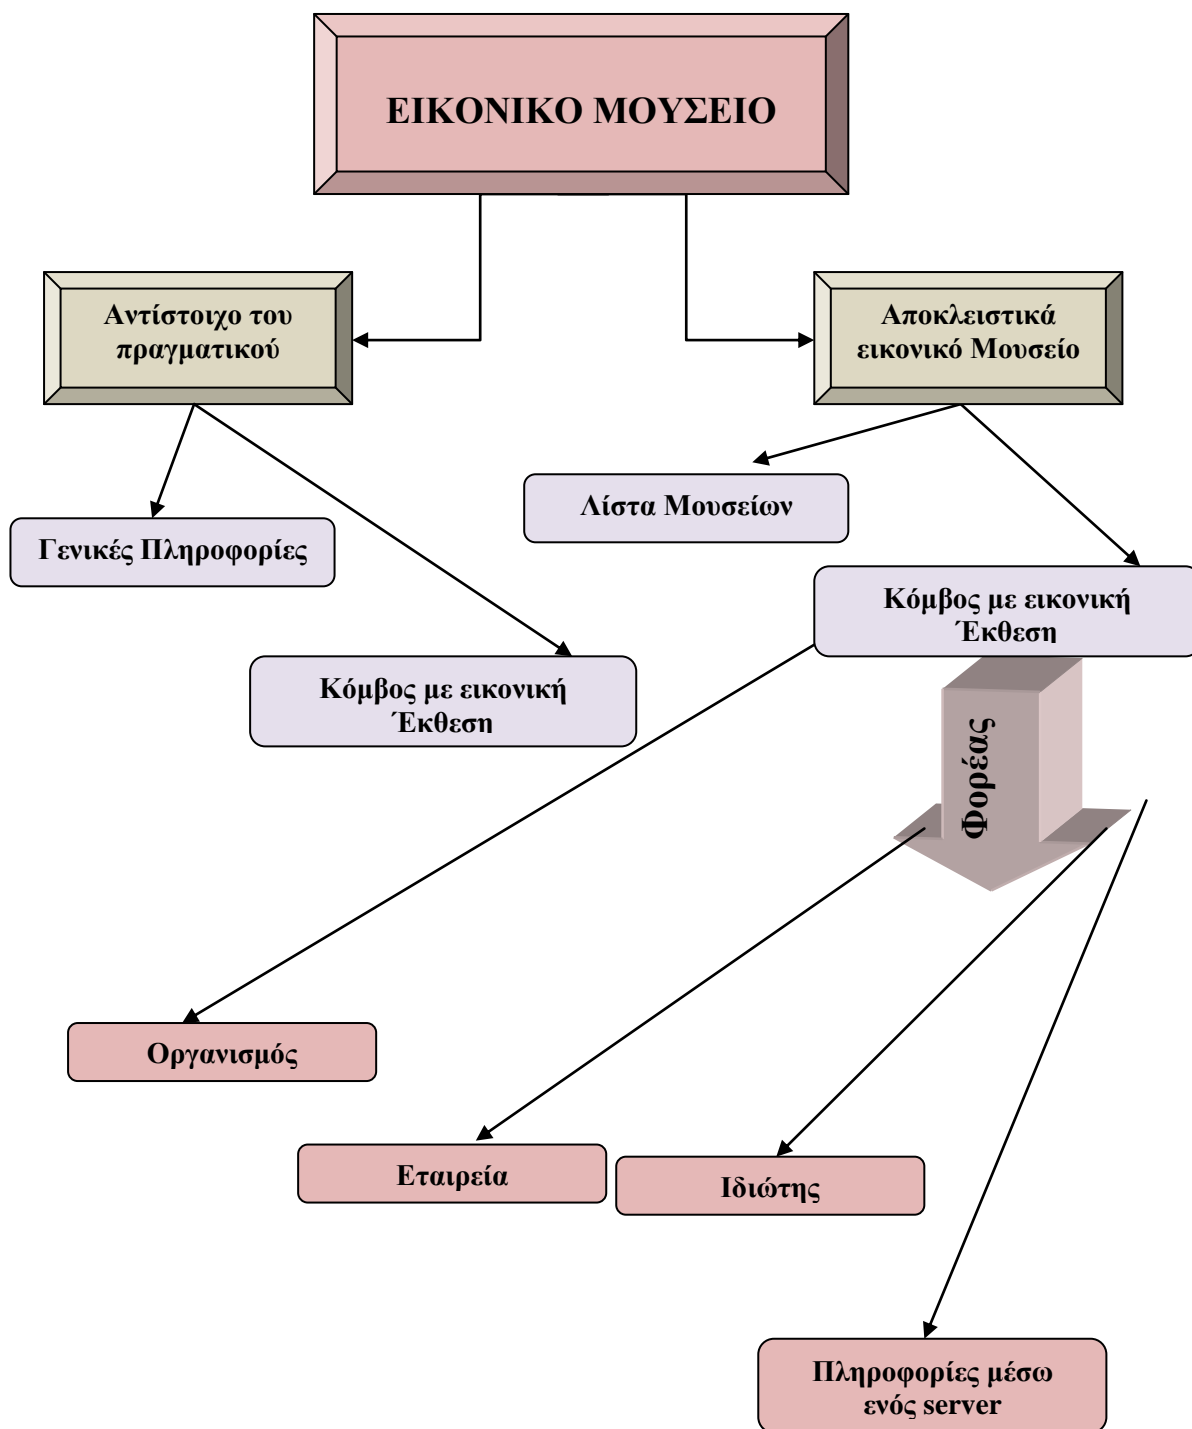 ΕΙΚΟΝΙΚΟ ΜΟΥΣΕΙΟ
Αντίστοιχο του
πραγματικού
Αποκλειστικά
εικονικό Μουσείο
Λίστα Μουσείων
Γενικές Πληροφορίες
Κόμβος με εικονική
Έκθεση
Κόμβος με εικονική
Έκθεση
Φορέας
Οργανισμός
Εταιρεία
Ιδιώτης
Πληροφορίες μέσω
ενός server